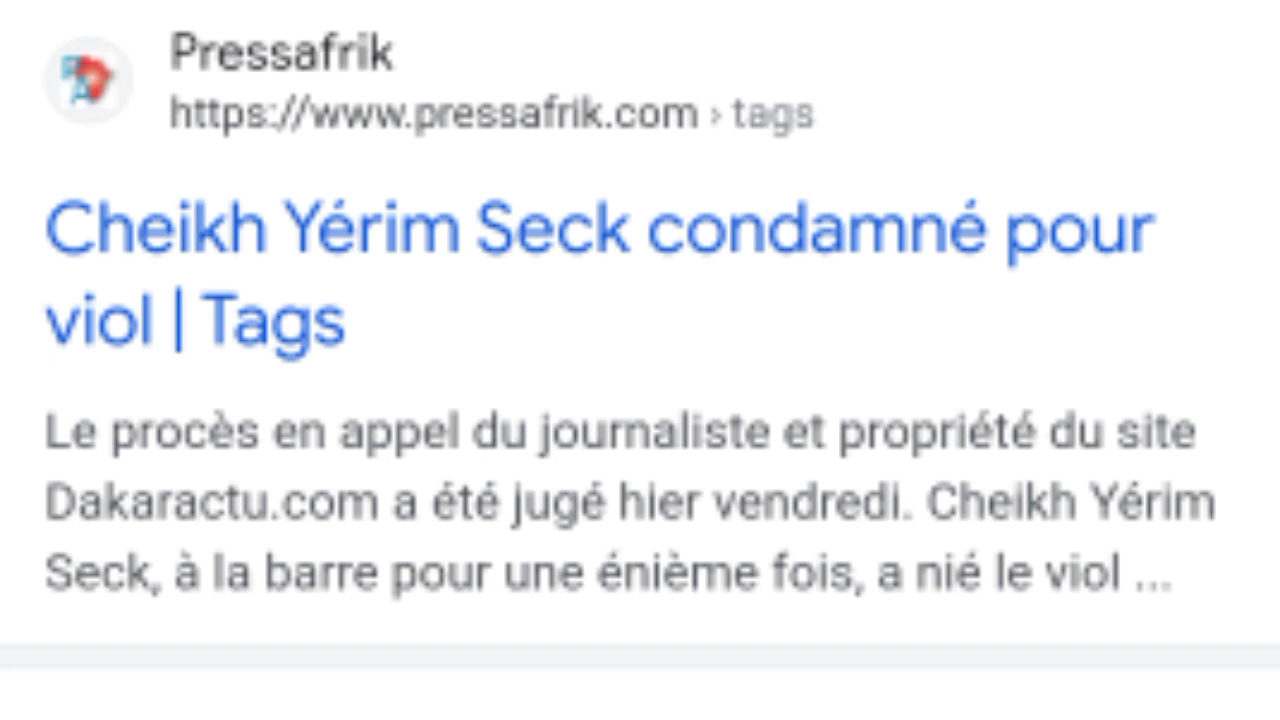 Pressafrik
https://www.pressafrik.com › tags
Cheikh Yérim Seck condamné pour
viol | Tags
Le procès en appel du journaliste et propriété du site
Dakaractu.com a été jugé hier vendredi. Cheikh Yérim
Seck, à la barre pour une énième fois, a nié le viol ...